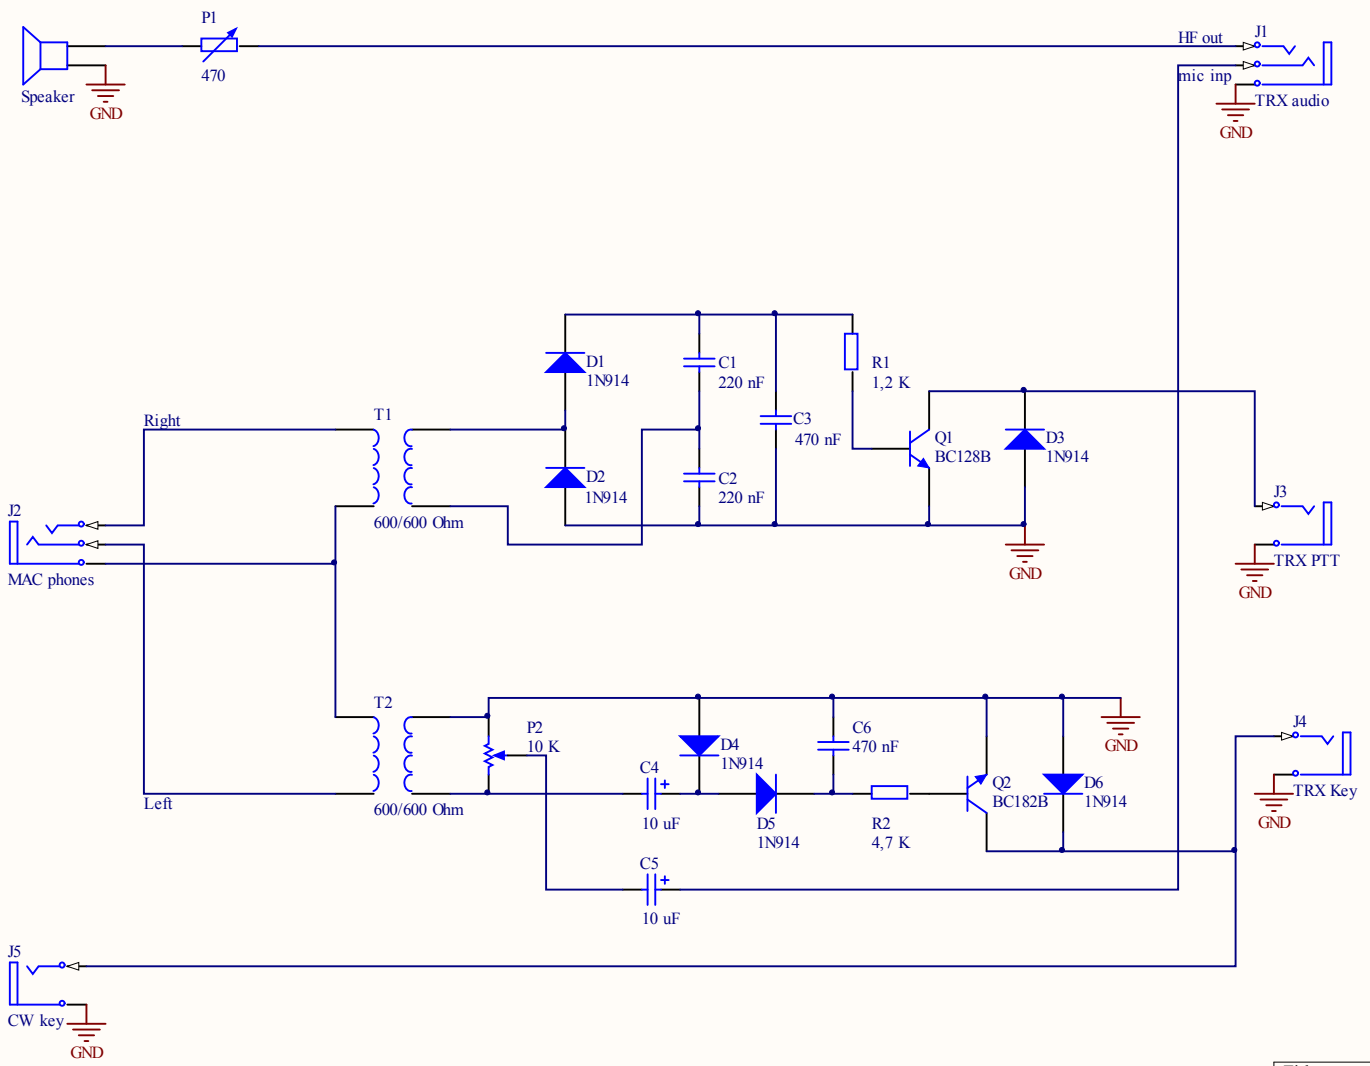 P1
470
Speaker
GND
HF out
J1
mic inp
TRX audio
GND
D1
1N914
C1
220 nF
R1
1,2 K
C3
470 nF
T1
Right
Q1
BC128B
D3
1N914
D2
1N914
C2
220 nF
J2
600/600 Ohm
MAC phones
GND
J3
TRX PTT
GND
T2
P2
10 K
D4
1N914
C6
470 nF
GND
J4
C4
10 uF
D5
1N914
R2
4,7 K
Q2
BC182B
D6
1N914
TRX Key
GND
Left
600/600 Ohm
C5
10 uF
J5
CW key
GND